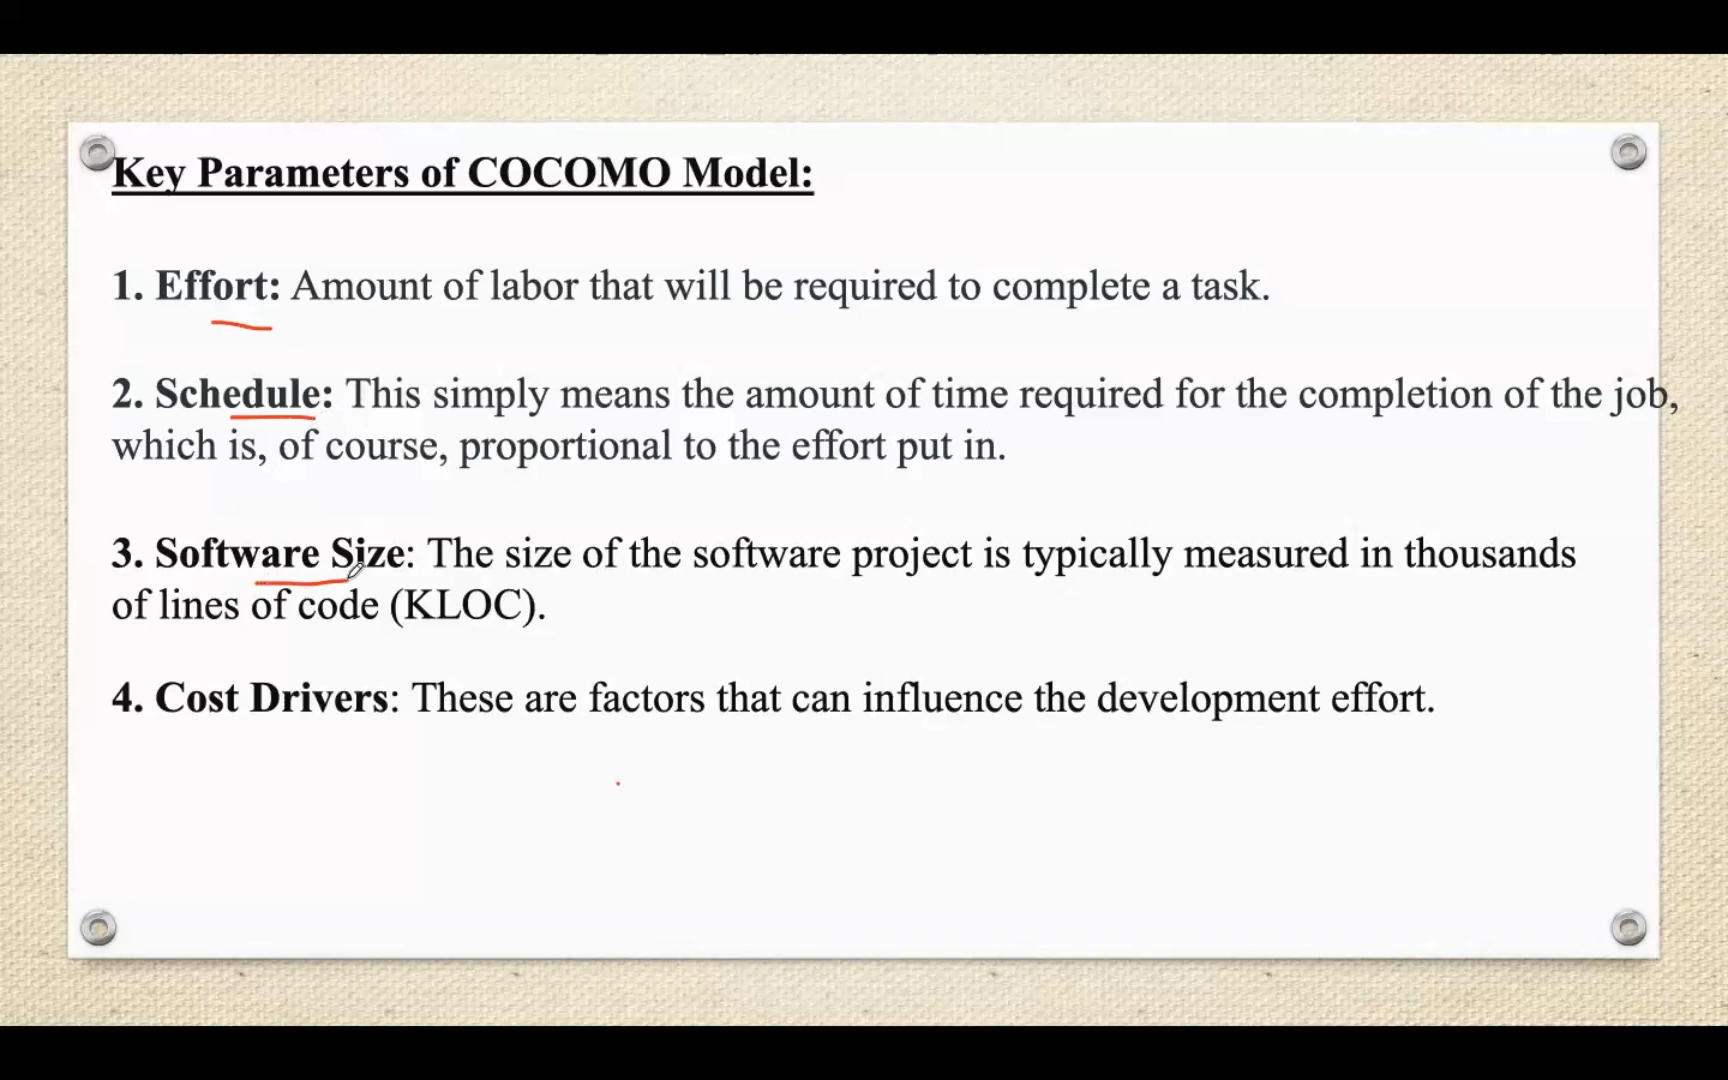 Key Parameters of COCOMO Model:
1. Effort: Amount of labor that will be required to complete a task.
2. Schedule: This simply means the amount of time required for the completion of the job,
which is, of course, proportional to the effort put in.
3. Software Size: The size of the software project is typically measured in thousands
of lines of code (KLOC).
4. Cost Drivers: These are factors that can influence the development effort.